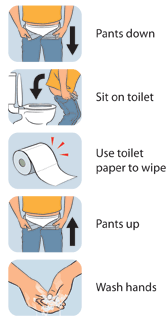 Pants down
Sit on toilet
Use toilet
paper to wipe
Pants up
Wash hands